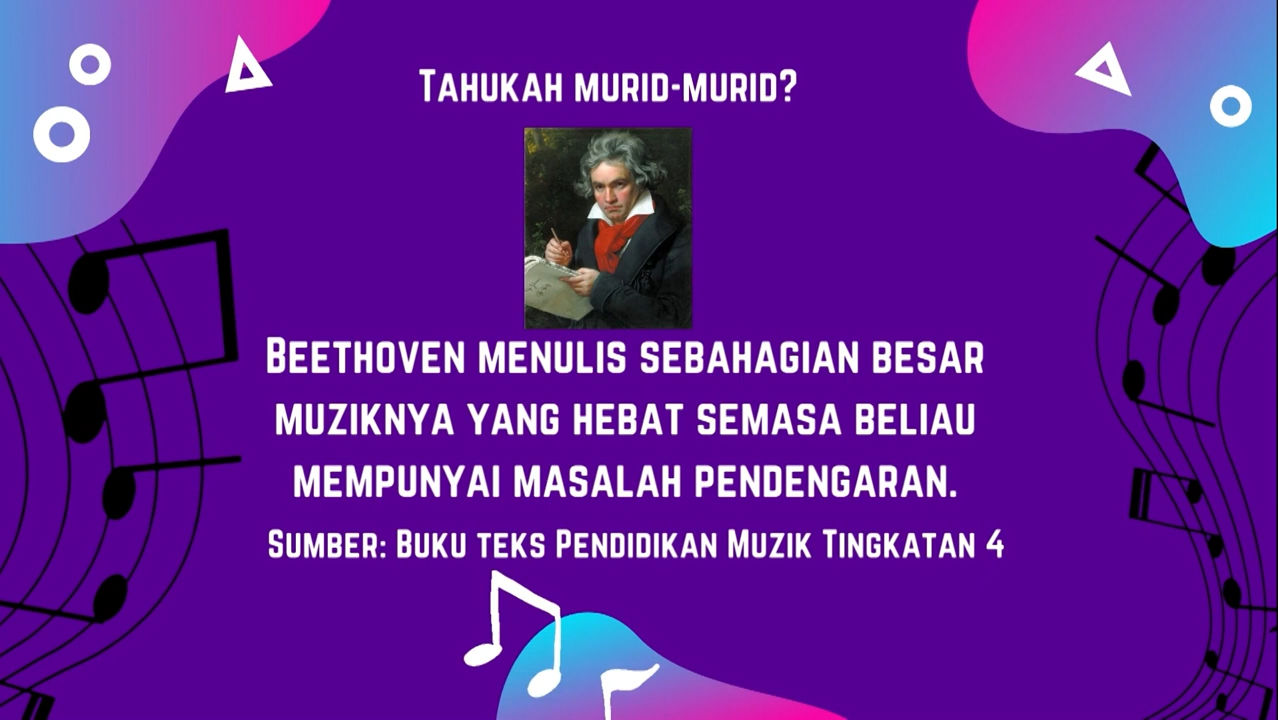 Tahukah murid-murid?
Beethoven menulis sebahagian besar
muziknya yang hebat semasa beliau
mempunyai masalah pendengaran.
Sumber: Buku teks Pendidikan Muzik Tingkatan 4